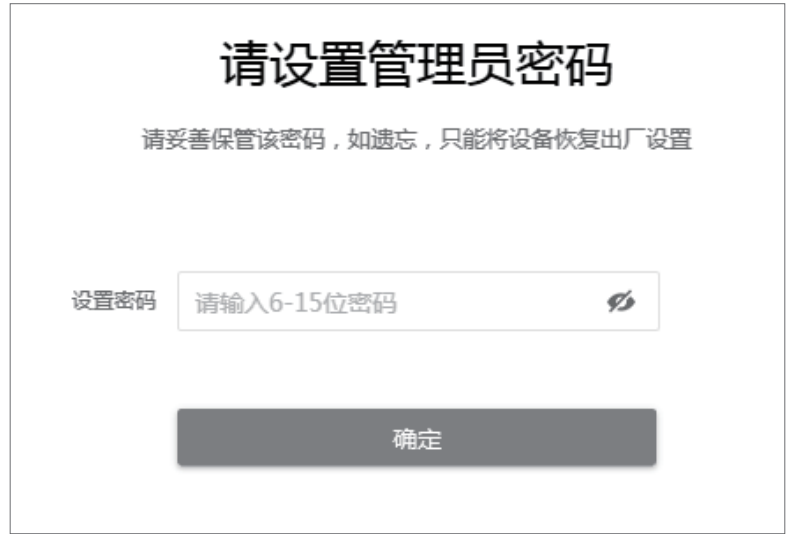 请设置管理员密码
请妥善保管该密码，如遗忘，只能将设备恢复出厂设置
设置密码 请输入6-15位密码
确定